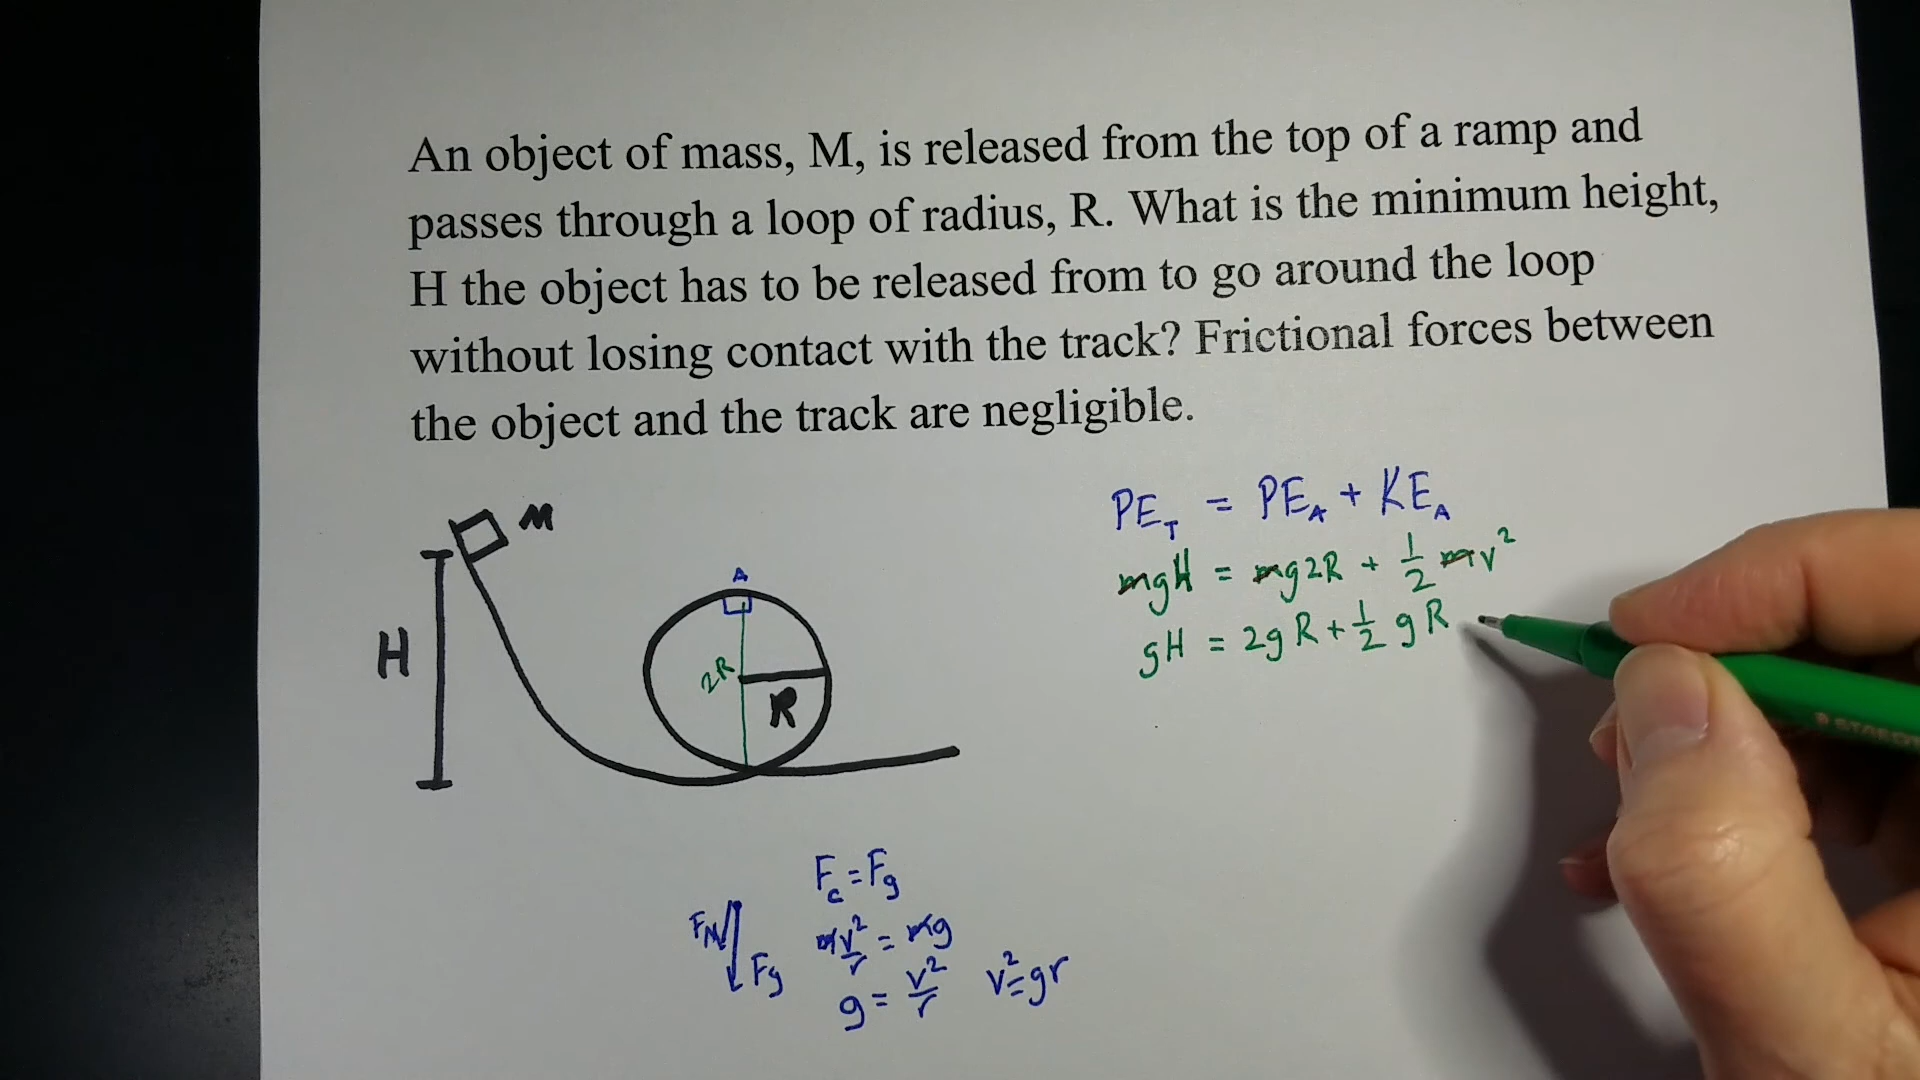 An object of mass, M, is released from the top of a ramp and
passes through a loop of radius, R. What is the minimum height,
H the object has to be released from to go around the loop
without losing contact with the track? Frictional forces between
the object and the track are negligible.
M
H
A
2R
R
PE_T = PE_A + KE_A
mgH = mg2R + 1/2 mv²
gH = 2gR + 1/2 gR
F_c = F_g
F_N
F_g
mv²/r = mg
g = v²/r
v² = gr